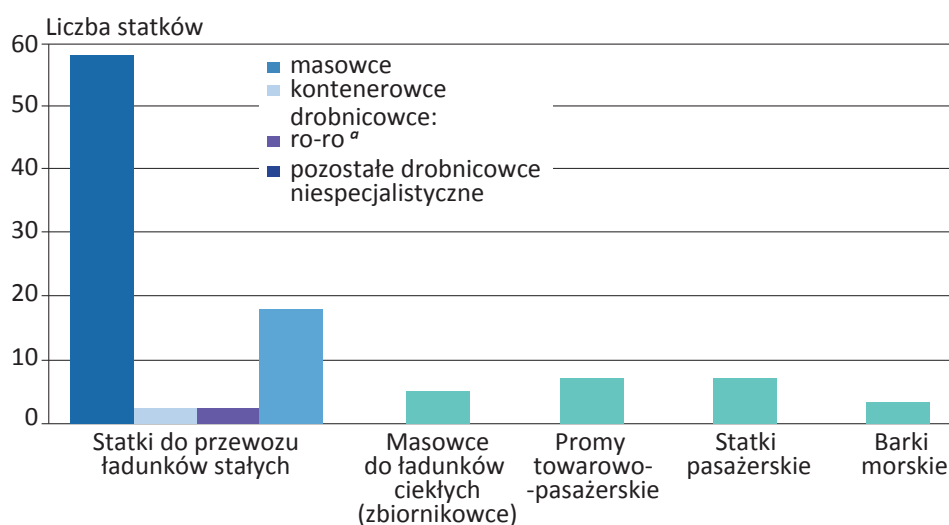 Liczba statków
60
50
40
30
20
10
0
masowce
kontenerowce
drobnicowce:
ro-ro a
pozostałe drobnicowce
niespecjalistyczne
Statki do przewozu
ładunków stałych
Masowce
do ładunków
ciekłych
(zbiornikowce)
Promy
towarowo-
-pasażerskie
Statki
pasażerskie
Barki
morskie